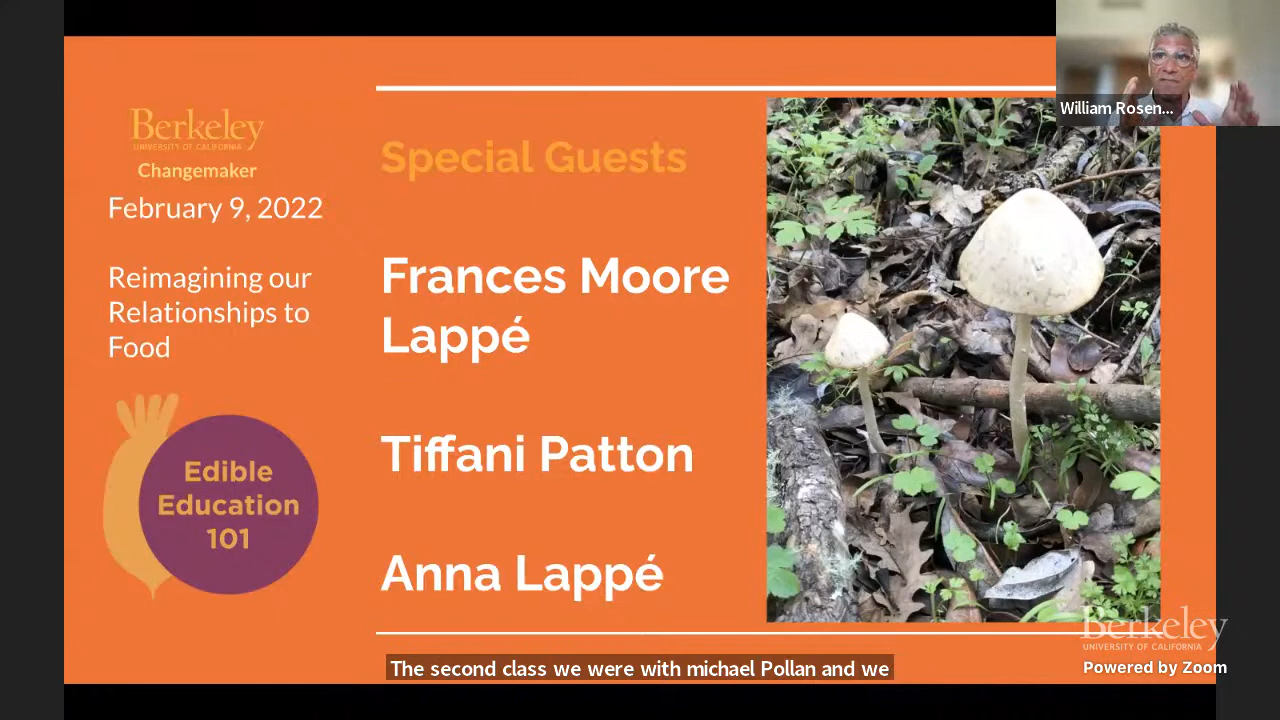 Berkeley
UNIVERSITY OF CALIFORNIA
Changemaker
February 9, 2022
Reimagining our
Relationships to
Food
Edible
Education
101
Special Guests
Frances Moore
Lappé
Tiffani Patton
Anna Lappé
William Rosen...
Berkeley
UNIVERSITY OF CALIFORNIA
Powered by Zoom
The second class we were with michael Pollan and we